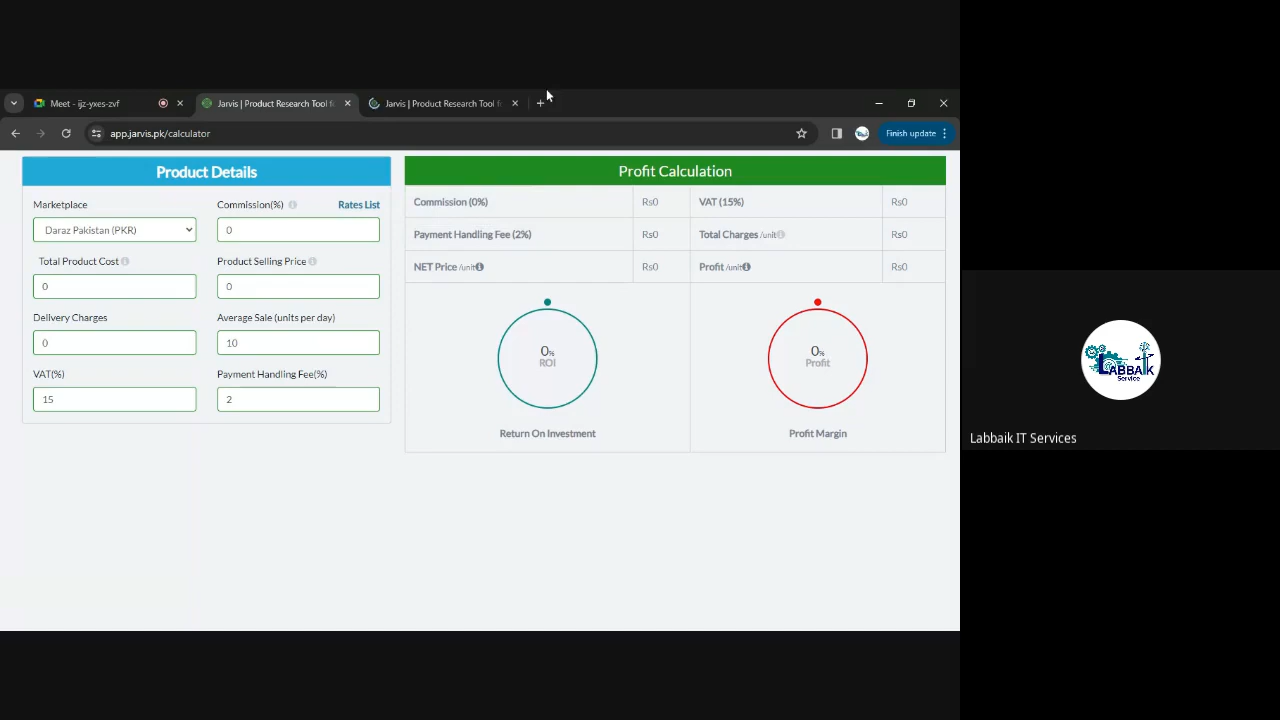 Meet - ijz-yxes-zvf
Jarvis | Product Research Tool f
Jarvis | Product Research Tool f
app.jarvis.pk/calculator
Finish update
Product Details
Marketplace
Commission(%)
Rates List
Daraz Pakistan (PKR)
0
Total Product Cost
Product Selling Price
0
0
Delivery Charges
Average Sale (units per day)
0
10
VAT(%)
Payment Handling Fee(%)
15
2
Profit Calculation
Commission (0%)
Rs0
VAT (15%)
Rs0
Payment Handling Fee (2%)
Rs0
Total Charges /unit
Rs0
NET Price /unit
Rs0
Profit /unit
Rs0
0%
ROI
0%
Profit
Return On Investment
Profit Margin
LABBAIK
Service
Labbaik IT Services